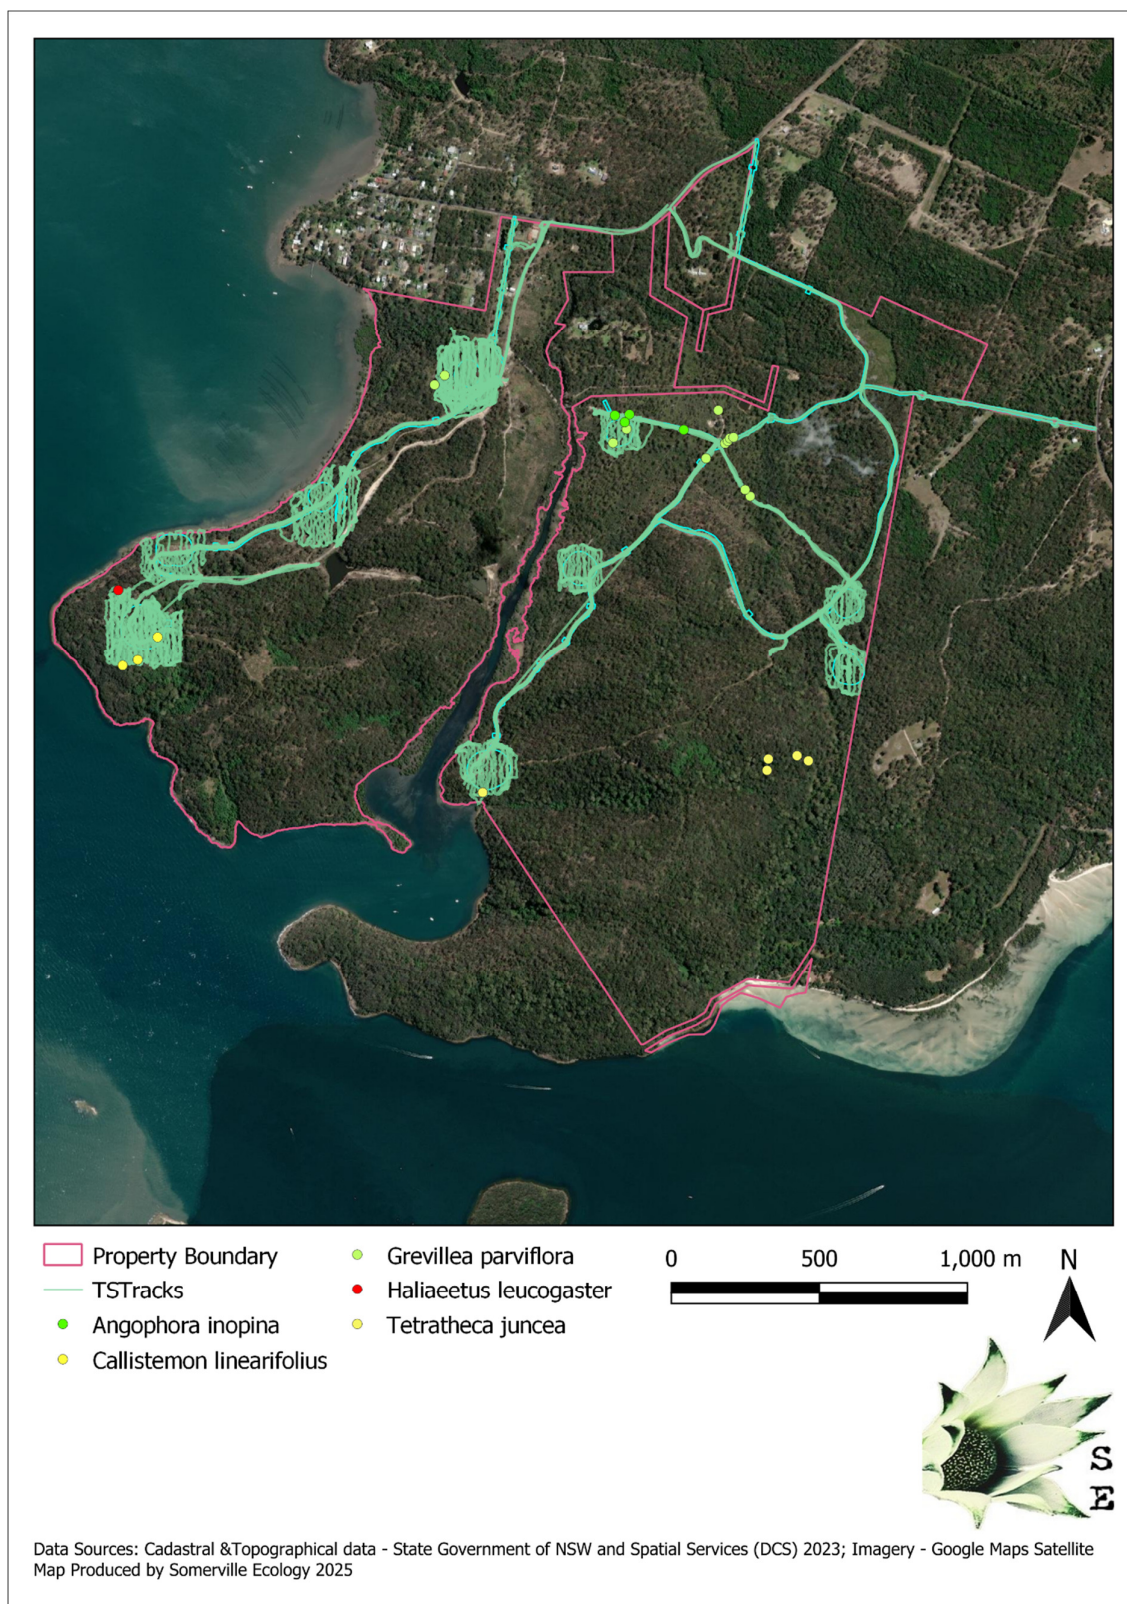 Property Boundary
TSTracks
Angophora inopina
Callistemon linearifolius
Grevillea parviflora
Haliaeetus leucogaster
Tetratheca juncea
0 500 1,000 m
N
S
E
Data Sources: Cadastral &Topographical data - State Government of NSW and Spatial Services (DCS) 2023; Imagery - Google Maps Satellite
Map Produced by Somerville Ecology 2025